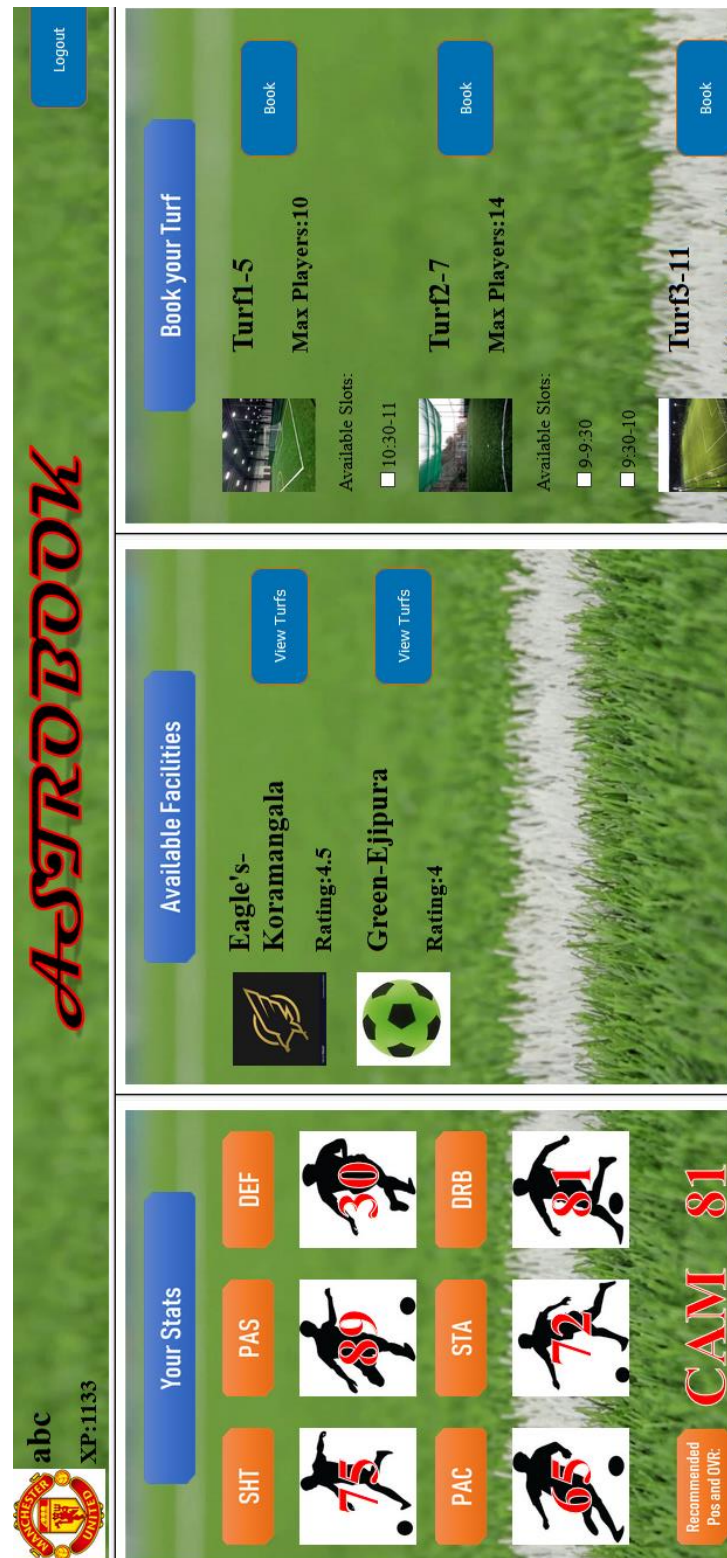 MANCHESTER
UNITED
abc
XP:1133
ASTROBOOK
Logout
Your Stats
SHT
PAS
DEF
75
89
30
PAC
STA
DRB
65
72
81
Recommended
Pos and OVR:
CAM 81
Available Facilities
Eagle's-
Koramangala
Rating:4.5
View Turfs
Green-Ejipura
Rating:4
View Turfs
Book your Turf
Turf1-5
Max Players:10
Book
Available Slots:
10:30-11
Turf2-7
Max Players:14
Book
Available Slots:
9-9:30
9:30-10
Turf3-11
Book